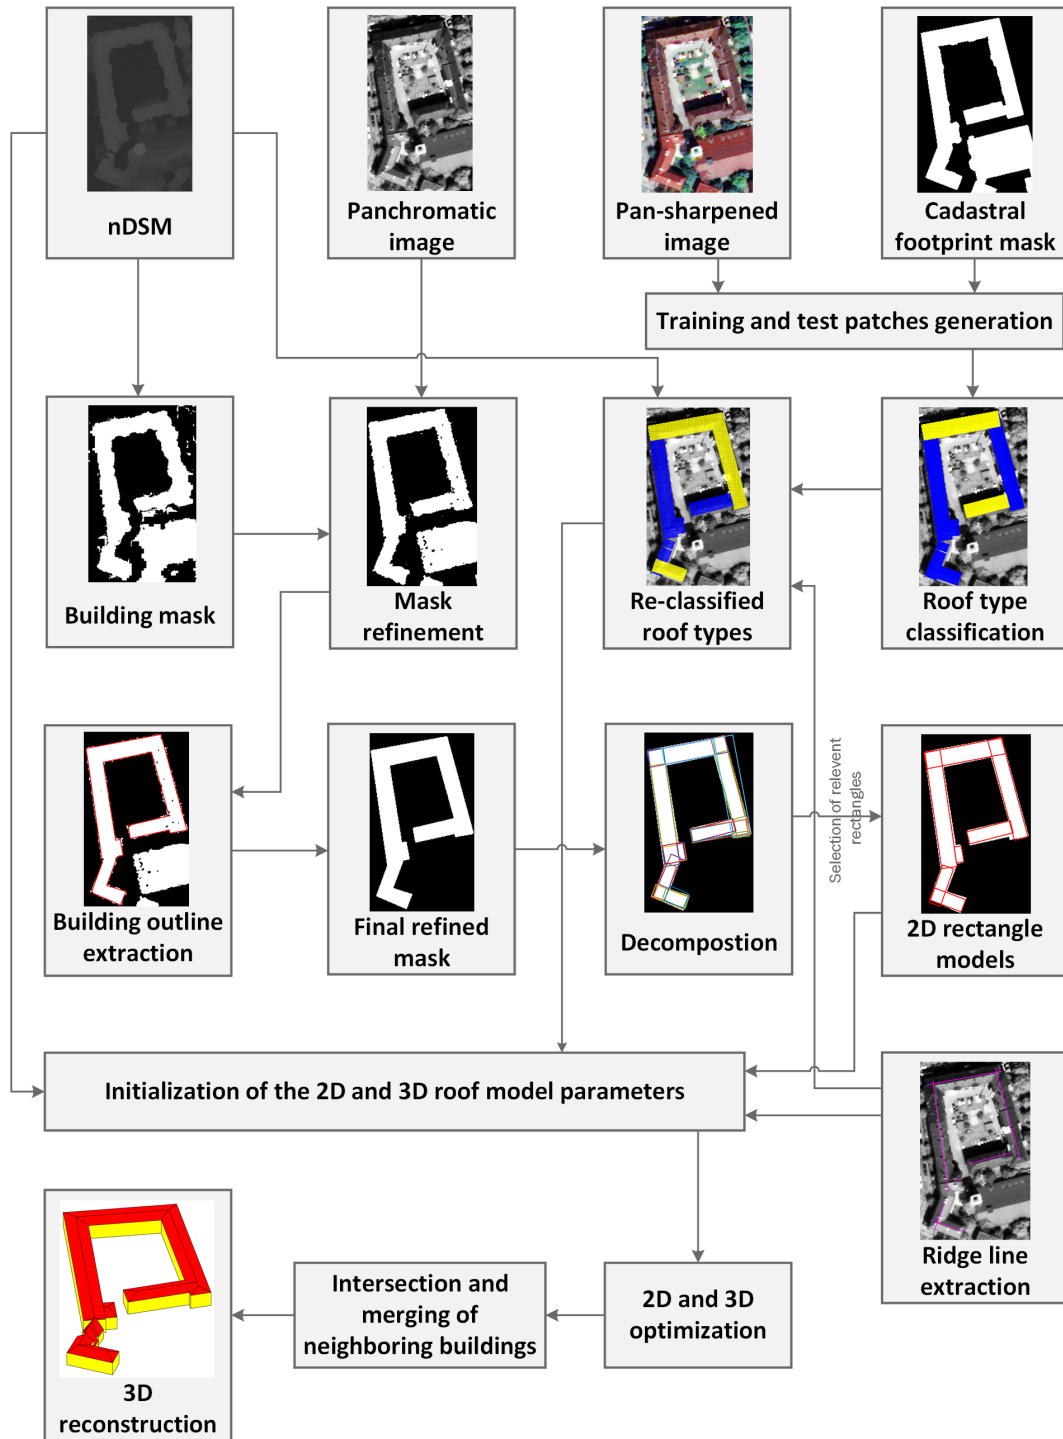 nDSM
Panchromatic
image
Pan-sharpened
image
Cadastral
footprint mask
Training and test patches generation
Building mask
Mask
refinement
Re-classified
roof types
Roof type
classification
Building outline
extraction
Final refined
mask
Decompostion
Selection of relevent
rectangles
2D rectangle
models
Initialization of the 2D and 3D roof model parameters
Ridge line
extraction
3D
reconstruction
Intersection and
merging of
neighboring buildings
2D and 3D
optimization